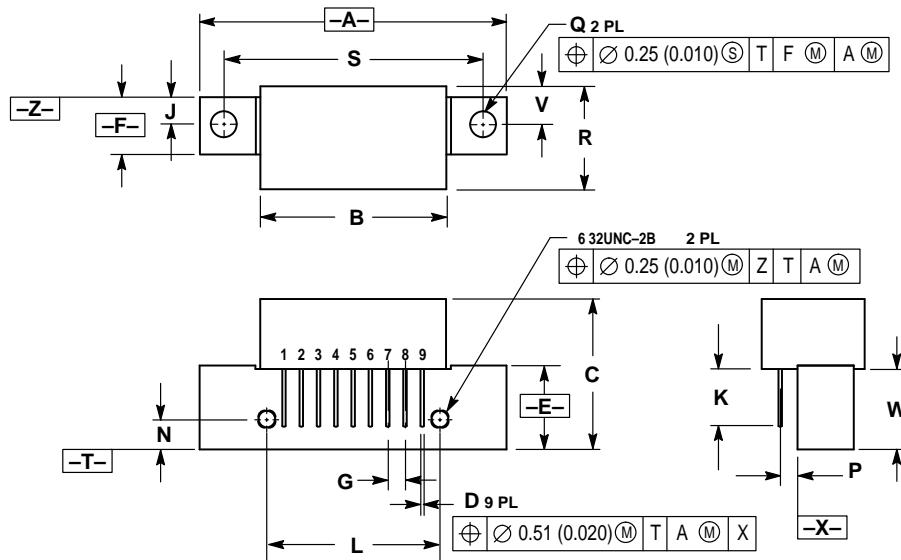 –A–
Q 2 PL
⌖ ∅ 0.25 (0.010) Ⓢ T F Ⓜ A Ⓜ
S
–Z–
–F–
J
V
R
B
6 32UNC–2B 2 PL
⌖ ∅ 0.25 (0.010) Ⓜ Z T A Ⓜ
1 2 3 4 5 6 7 8 9
C
–E–
K
W
N
–T–
G
P
D 9 PL
–X–
L
⌖ ∅ 0.51 (0.020) Ⓜ T A Ⓜ X